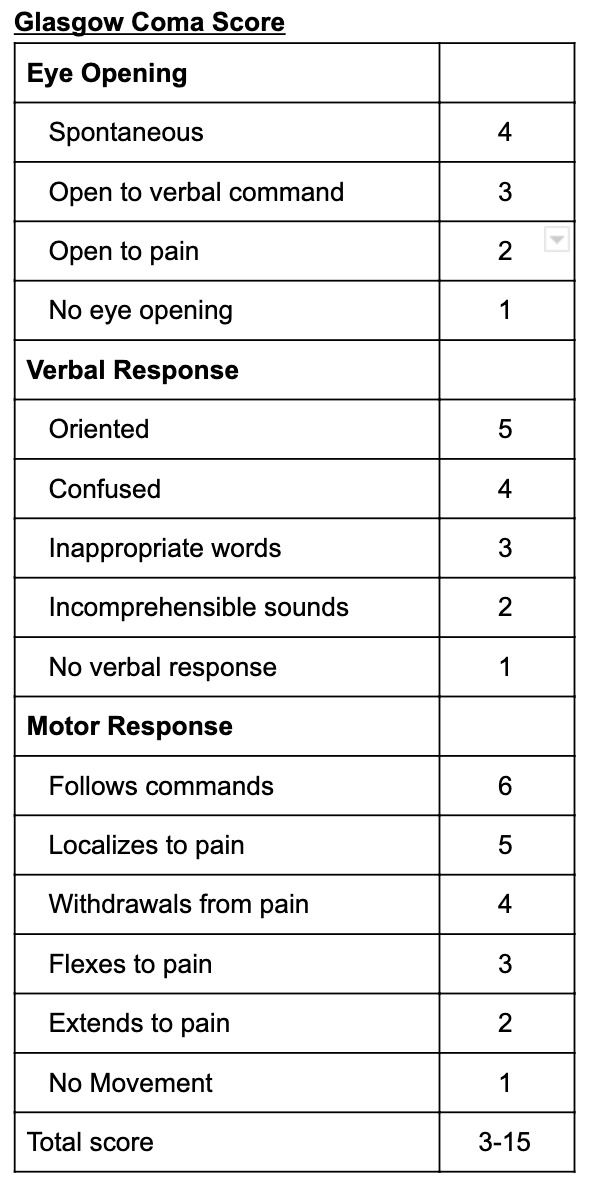 Glasgow Coma Score
Eye Opening
Spontaneous 4
Open to verbal command 3
Open to pain 2
No eye opening 1
Verbal Response
Oriented 5
Confused 4
Inappropriate words 3
Incomprehensible sounds 2
No verbal response 1
Motor Response
Follows commands 6
Localizes to pain 5
Withdrawals from pain 4
Flexes to pain 3
Extends to pain 2
No Movement 1
Total score 3-15